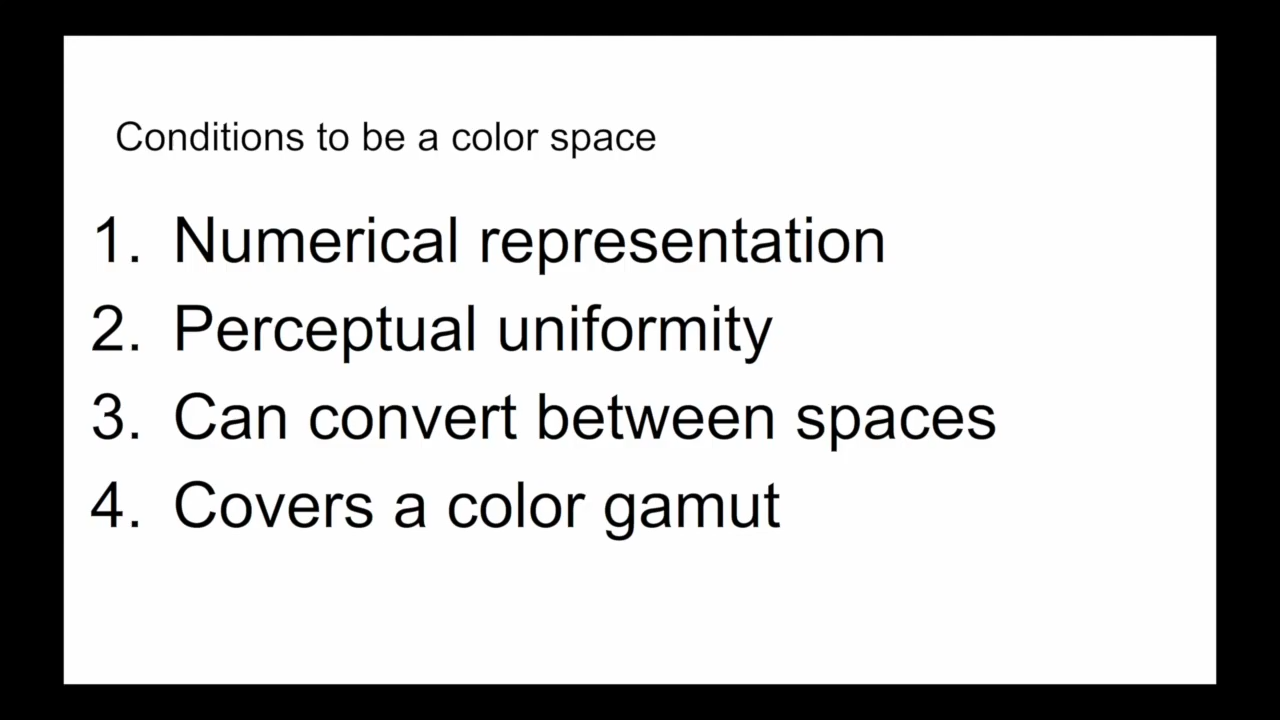 Conditions to be a color space
1. Numerical representation
2. Perceptual uniformity
3. Can convert between spaces
4. Covers a color gamut